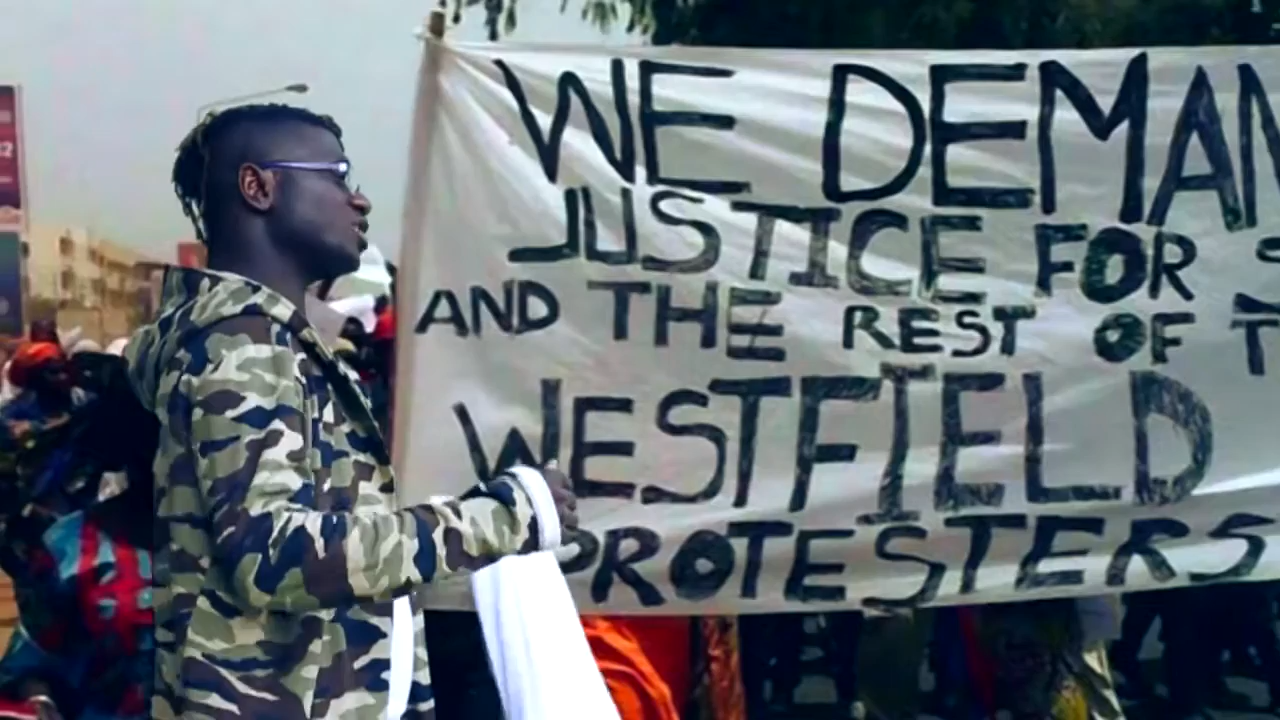 WE DEMAN
JUSTICE FOR
AND THE REST OF T
WESTFIELD
PROTESTERS